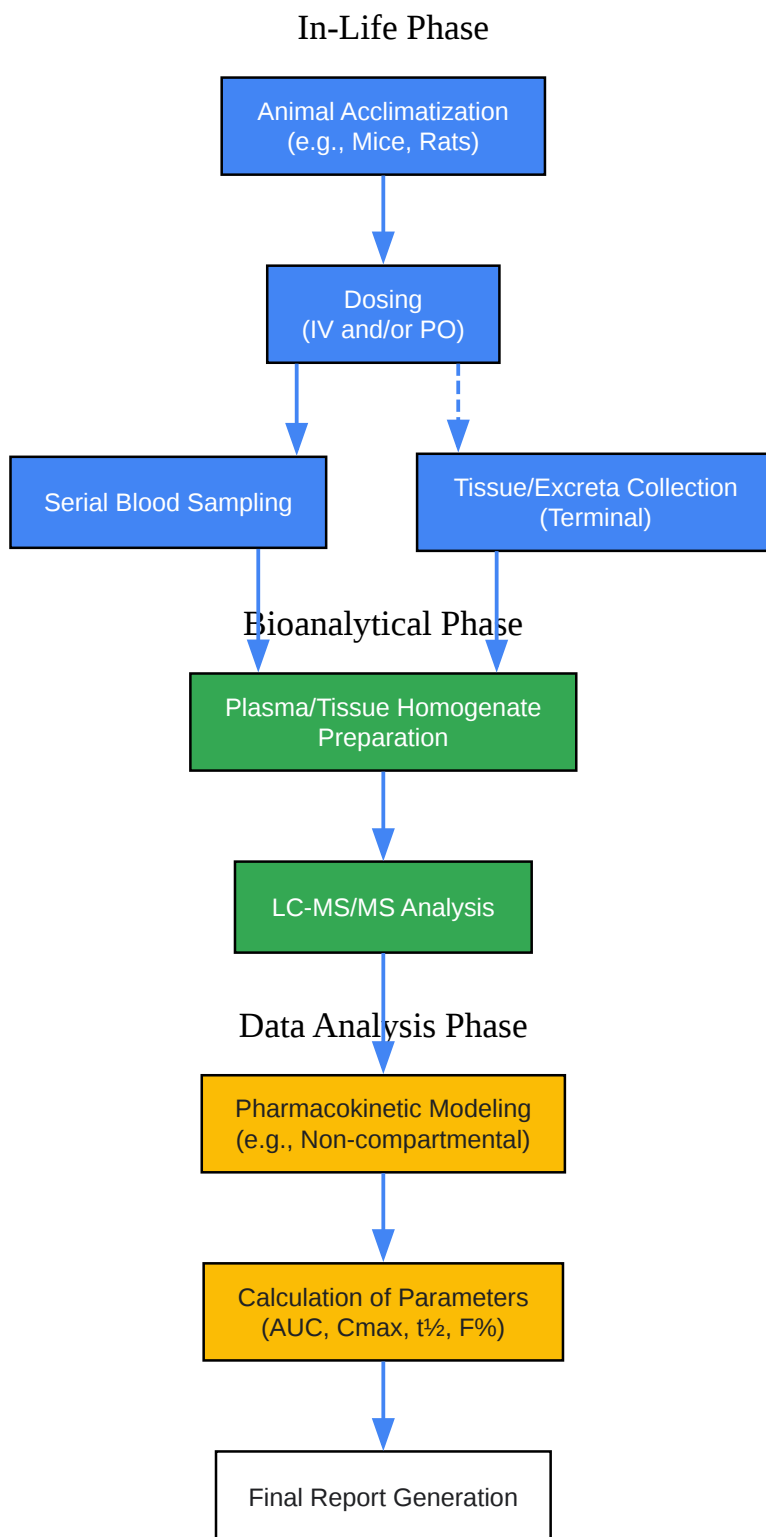 In-Life Phase
Animal Acclimatization
(e.g., Mice, Rats)
Dosing
(IV and/or PO)
Serial Blood Sampling
Tissue/Excreta Collection
(Terminal)
Bioanalytical Phase
Plasma/Tissue Homogenate
Preparation
LC-MS/MS Analysis
Data Analysis Phase
Pharmacokinetic Modeling
(e.g., Non-compartmental)
Calculation of Parameters
(AUC, Cmax, t½, F%)
Final Report Generation